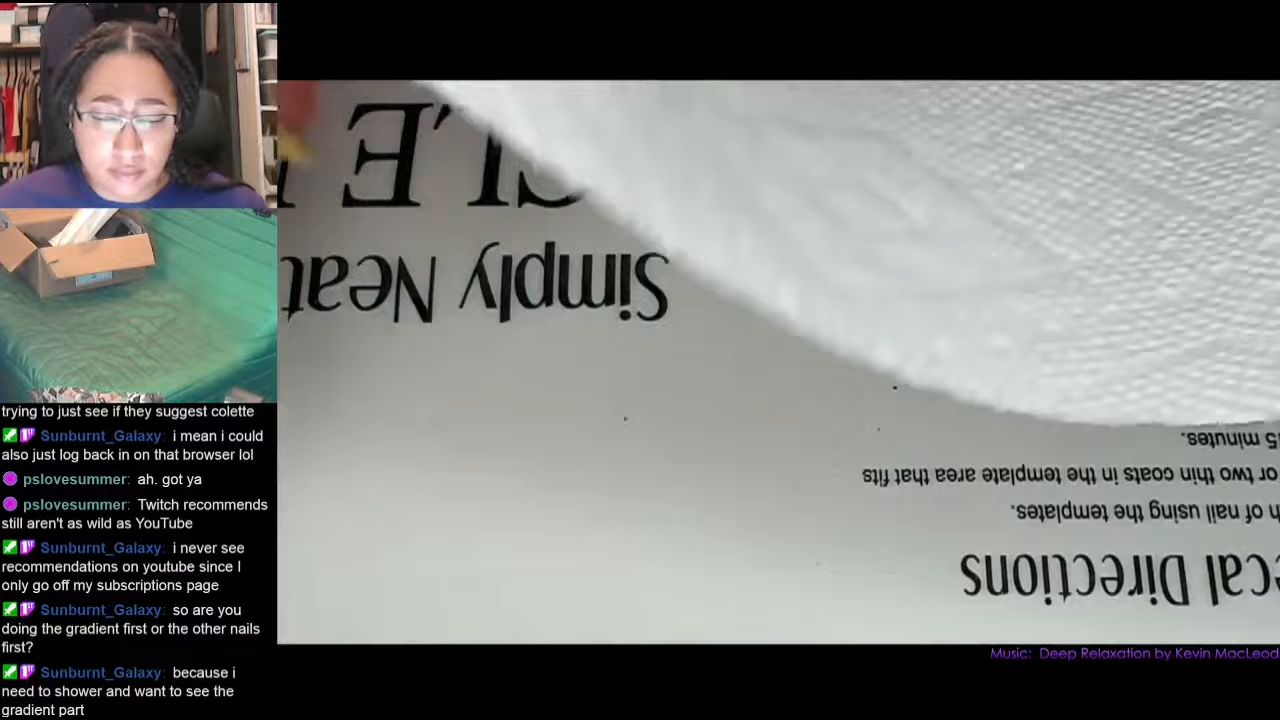 trying to just see if they suggest colette
Sunburnt_Galaxy: i mean i could
also just log back in on that browser lol
pslovesummer: ah. got ya
pslovesummer: Twitch recommends
still aren't as wild as YouTube
Sunburnt_Galaxy: i never see
recommendations on youtube since I
only go off my subscriptions page
Sunburnt_Galaxy: so are you
doing the gradient first or the other nails
first?
Sunburnt_Galaxy: because i
need to shower and want to see the
gradient part
Directions
of nail using the templates.
or two thin coats in the template area that fits
5 minutes.
Simply Neat
Music: Deep Relaxation by Kevin MacLeod